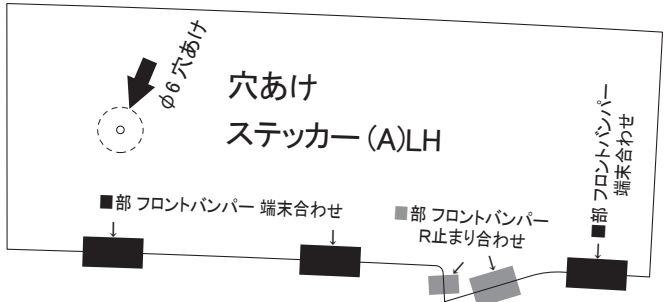 φ6 穴あけ
穴あけ
ステッカー (A)LH
■部 フロントバンパー 端末合わせ
↓
↓
■部 フロントバンパー
R止まり合わせ
↓
↓
■部 フロントバンパー
端末合わせ
↓